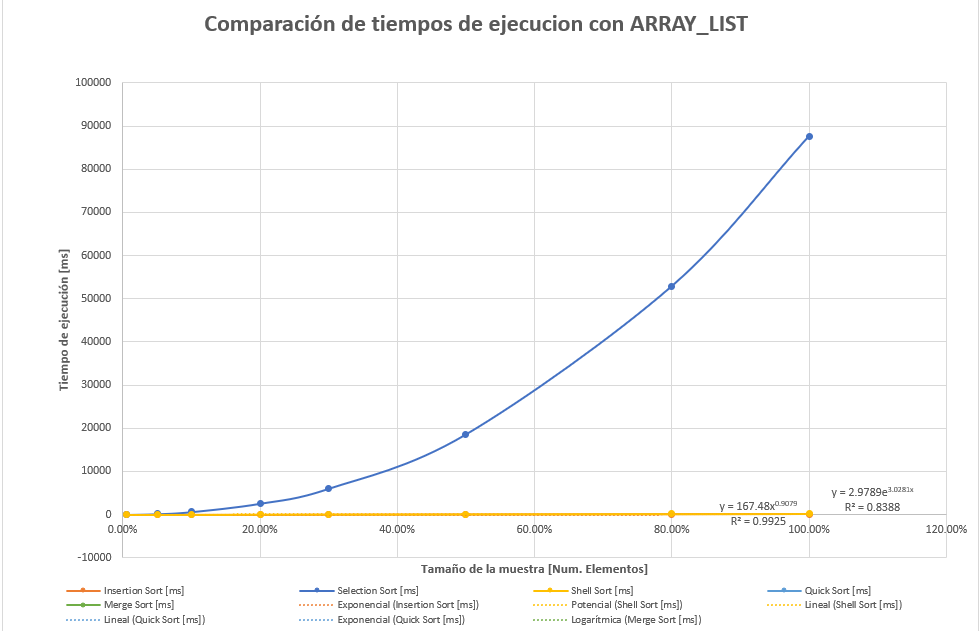 Comparación de tiempos de ejecucion con ARRAY_LIST
100000
90000
80000
70000
60000
50000
40000
30000
20000
10000
0
-10000
Tiempo de ejecución [ms]
y = 2.9789e^3.0281x
R² = 0.8388
y = 167.48x^0.9079
R² = 0.9925
0.00% 20.00% 40.00% 60.00% 80.00% 100.00% 120.00%
Tamaño de la muestra [Num. Elementos]
Insertion Sort [ms] Selection Sort [ms] Shell Sort [ms] Quick Sort [ms]
Merge Sort [ms] Exponencial (Insertion Sort [ms]) Potencial (Shell Sort [ms]) Lineal (Shell Sort [ms])
Lineal (Quick Sort [ms]) Exponencial (Quick Sort [ms]) Logarítmica (Merge Sort [ms])